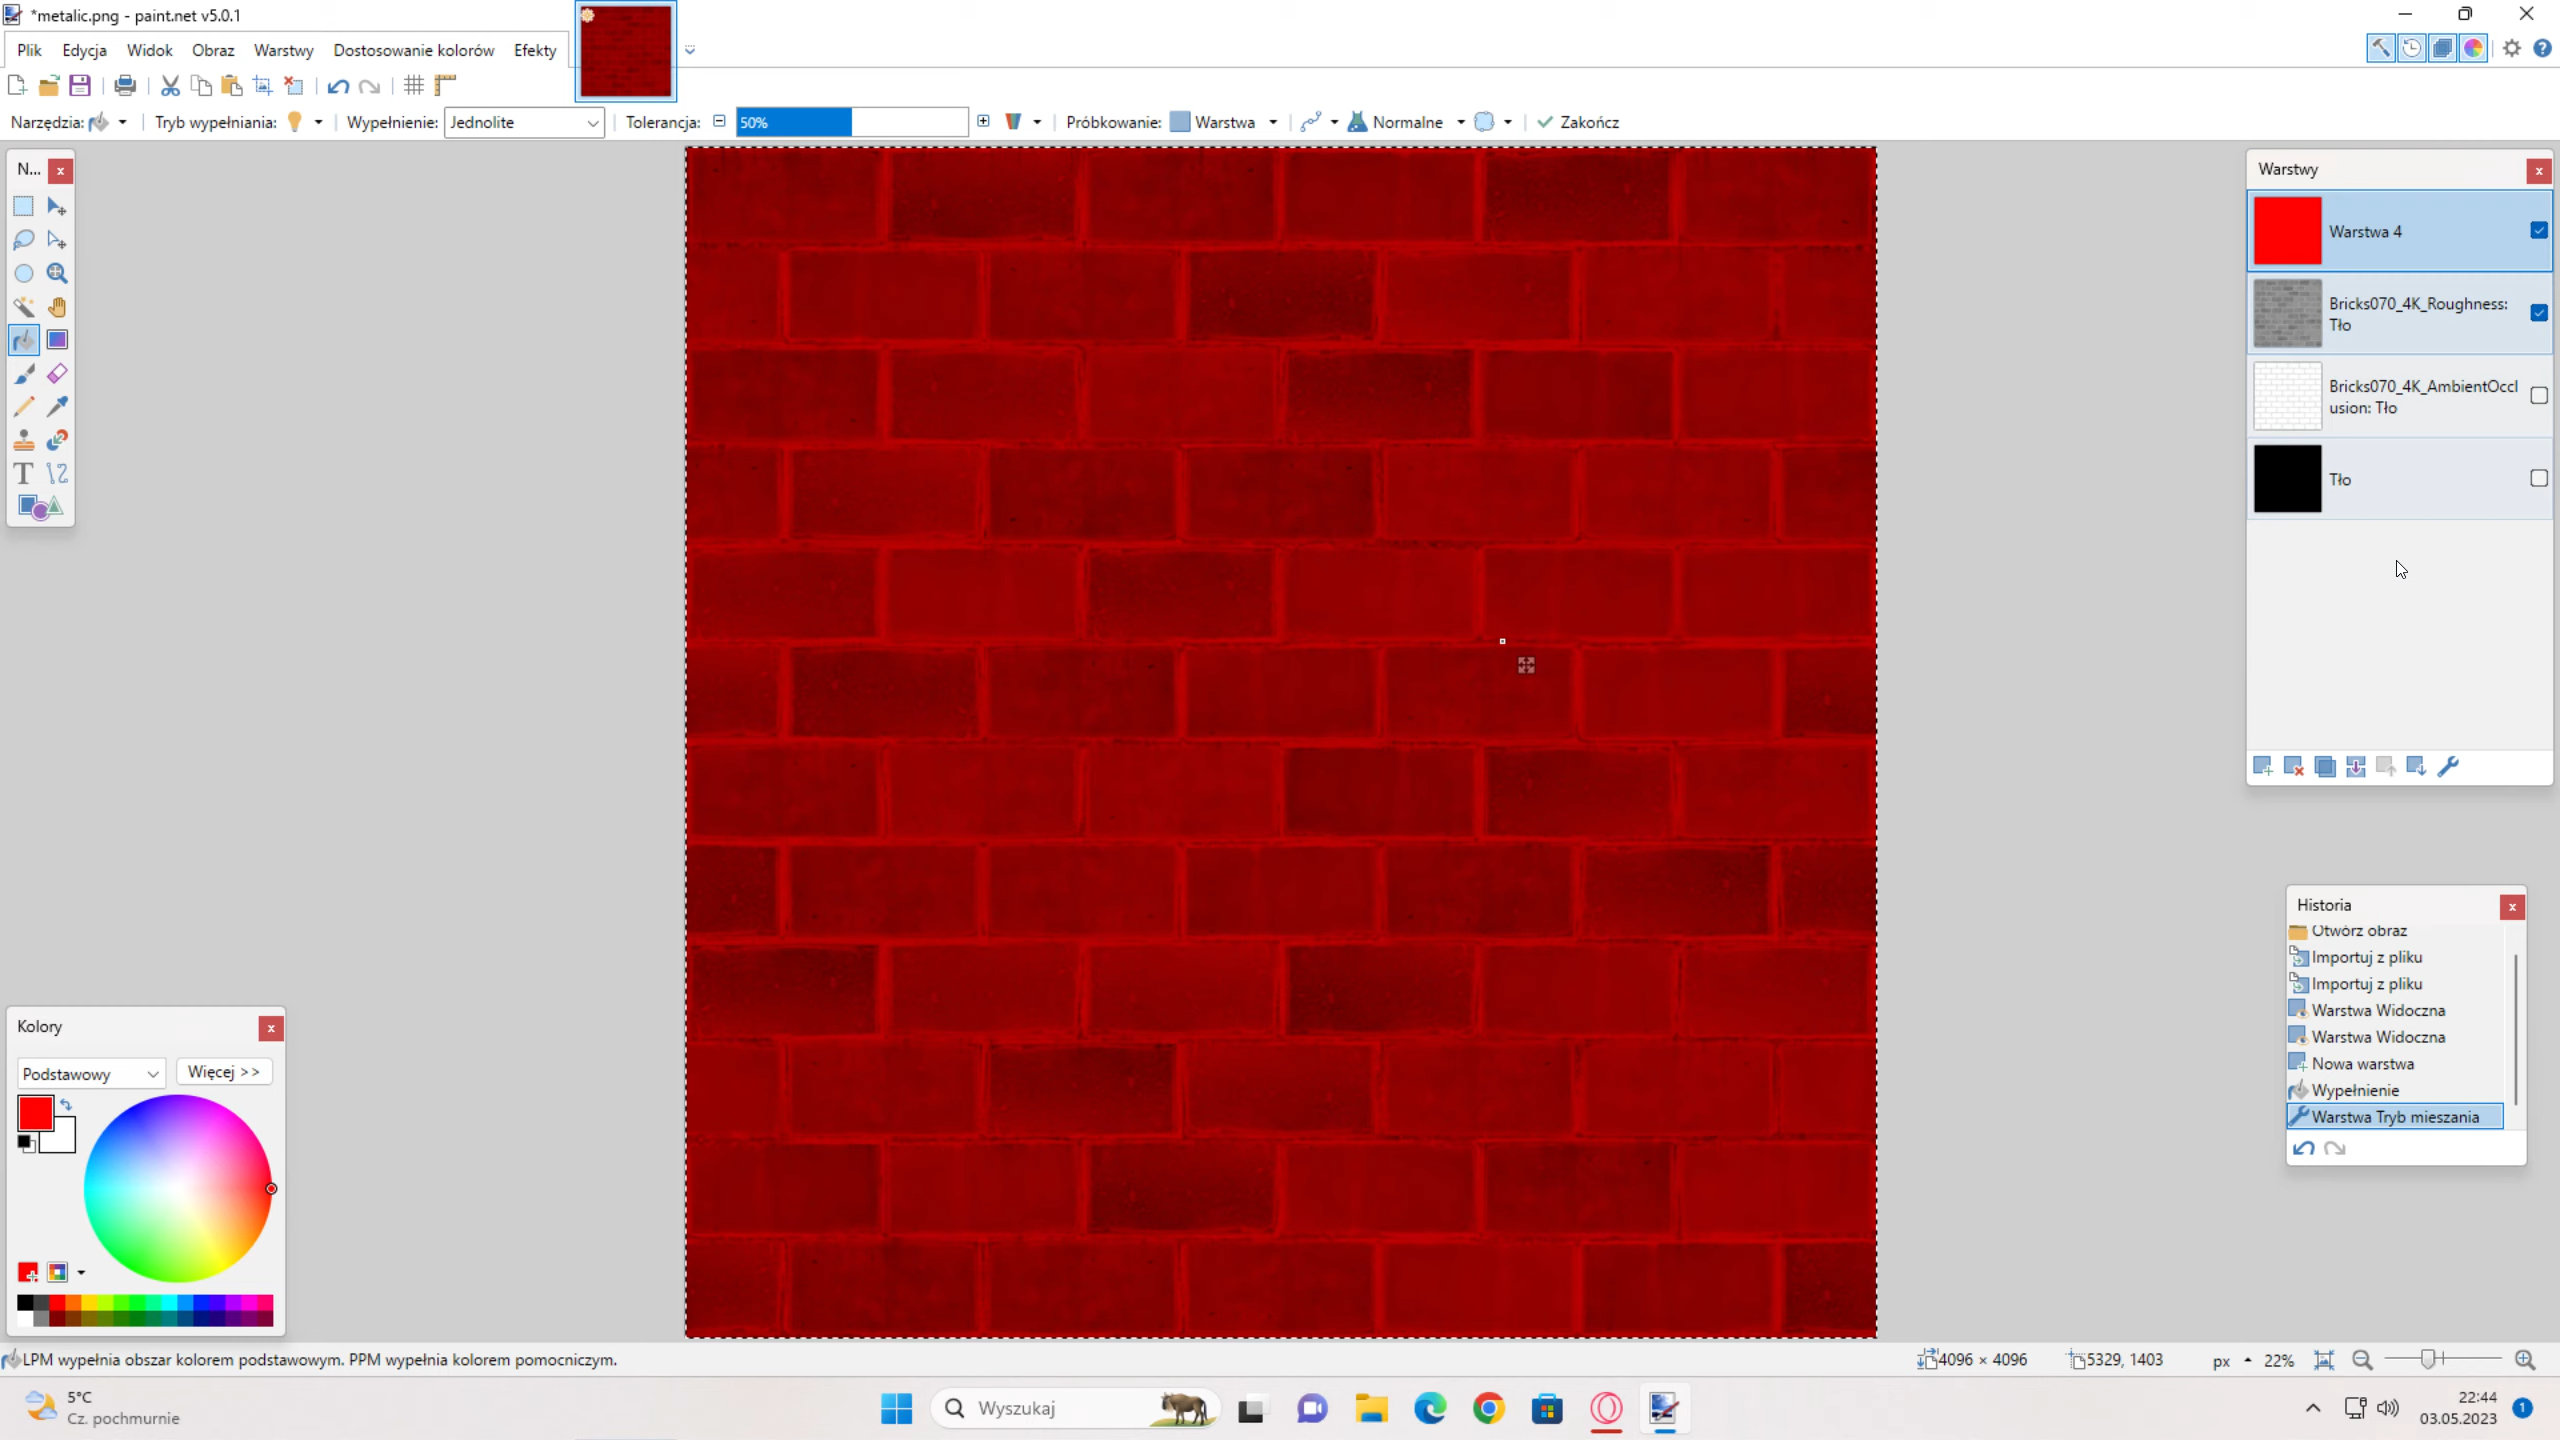 *metalic.png - paint.net v5.0.1
Plik Edycja Widok Obraz Warstwy Dostosowanie kolorów Efekty
Narzędzia: Tryb wypełniania: Wypełnienie: Jednolite Tolerancja: 50% Próbkowanie: Warstwa Normalne Zakończ
N...
Warstwy
Warstwa 4
Bricks070_4K_Roughness:
Tło
Bricks070_4K_AmbientOccl
usion: Tło
Tło
Historia
Otwórz obraz
Importuj z pliku
Importuj z pliku
Warstwa Widoczna
Warstwa Widoczna
Nowa warstwa
Wypełnienie
Warstwa Tryb mieszania
Kolory
Podstawowy Więcej >>
LPM wypełnia obszar kolorem podstawowym. PPM wypełnia kolorem pomocniczym. 4096 × 4096 5329, 1403 px 22%
5°C
Cz. pochmurnie
Wyszukaj
22:44
03.05.2023
1